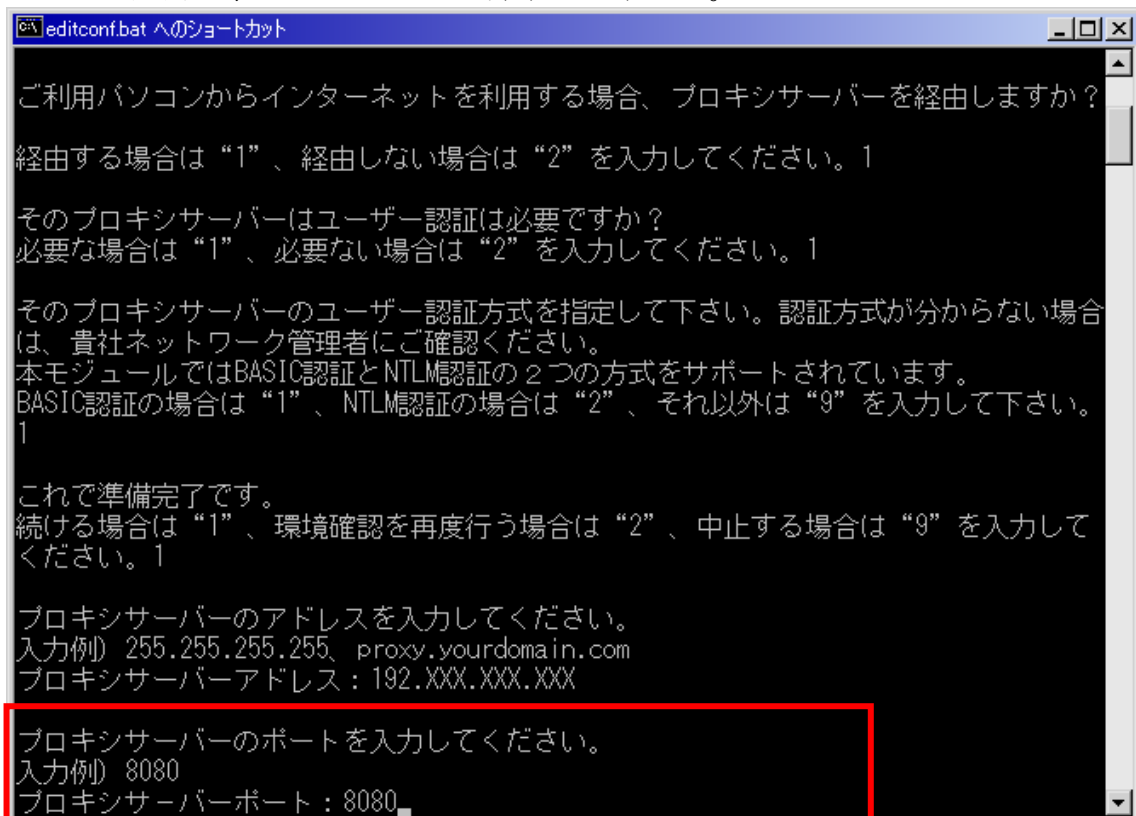 editconf.bat へのショートカット
ご利用パソコンからインターネットを利用する場合、プロキシサーバーを経由しますか?
経由する場合は“1”、経由しない場合は“2”を入力してください。1
そのプロキシサーバーはユーザー認証は必要ですか?
必要な場合は“1”、必要ない場合は“2”を入力してください。1
そのプロキシサーバーのユーザー認証方式を指定して下さい。認証方式が分からない場合
は、貴社ネットワーク管理者にご確認ください。
本モジュールではBASIC認証とNTLM認証の2つの方式をサポートされています。
BASIC認証の場合は“1”、NTLM認証の場合は“2”、それ以外は“9”を入力して下さい。
1
これで準備完了です。
続ける場合は“1”、環境確認を再度行う場合は“2”、中止する場合は“9”を入力して
ください。1
プロキシサーバーのアドレスを入力してください。
入力例) 255.255.255.255、proxy.yourdomain.com
プロキシサーバーアドレス:192.XXX.XXX.XXX
プロキシサーバーのポートを入力してください。
入力例) 8080
プロキシサーバーポート:8080